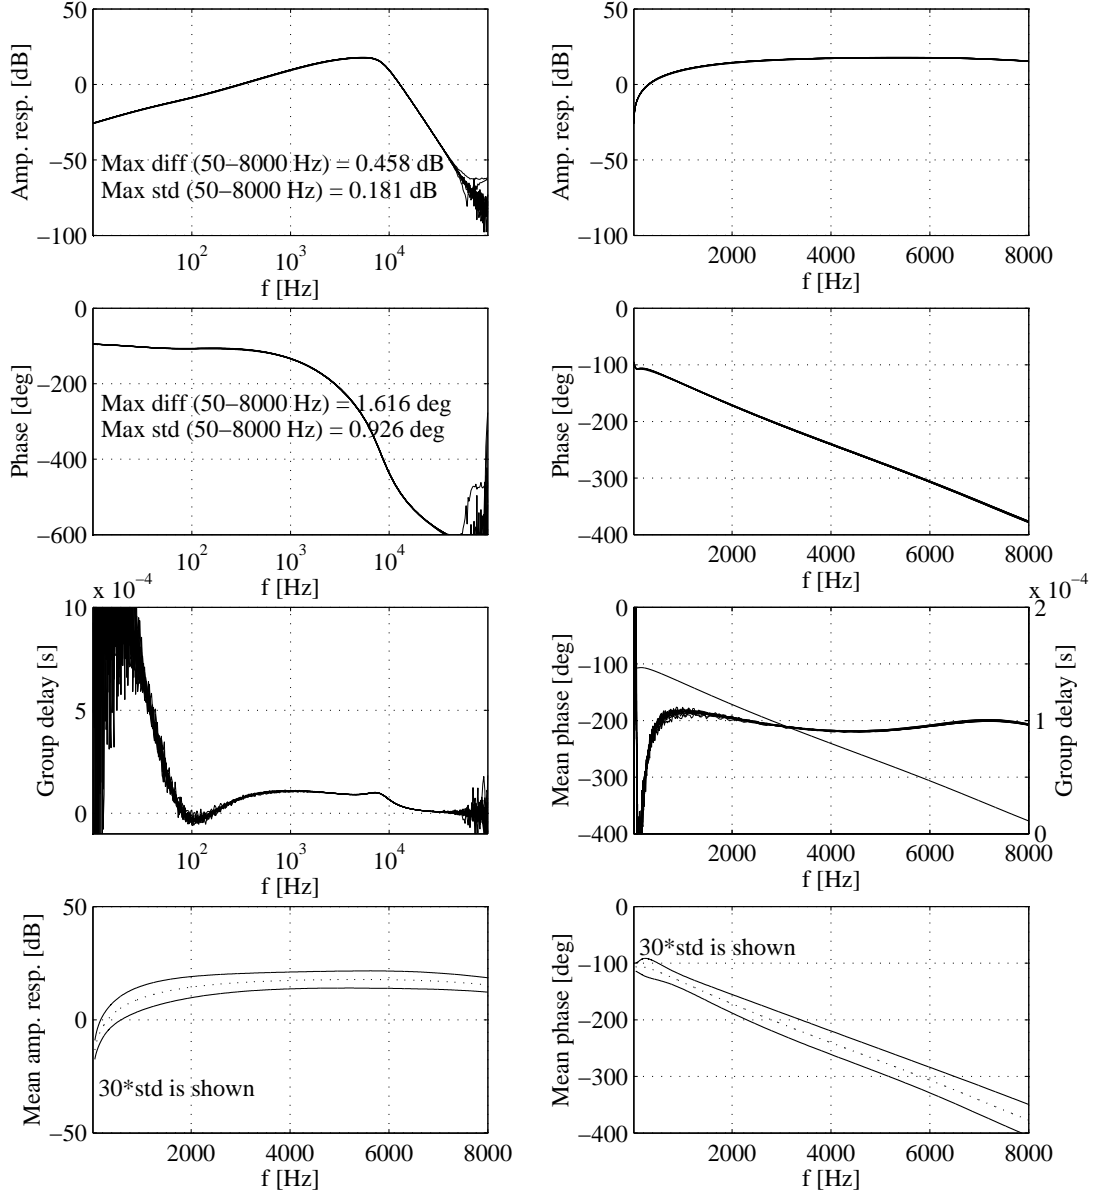 50
0
−50
−100
Amp. resp. [dB]
Max diff (50−8000 Hz) = 0.458 dB
Max std (50−8000 Hz) = 0.181 dB
10^2
10^3
10^4
f [Hz]
50
0
−50
−100
Amp. resp. [dB]
2000
4000
6000
8000
f [Hz]
0
−200
−400
−600
Phase [deg]
Max diff (50−8000 Hz) = 1.616 deg
Max std (50−8000 Hz) = 0.926 deg
10^2
10^3
10^4
f [Hz]
0
−100
−200
−300
−400
Phase [deg]
2000
4000
6000
8000
f [Hz]
x 10^−4
10
5
0
Group delay [s]
10^2
10^3
10^4
f [Hz]
0
−100
−200
−300
−400
Mean phase [deg]
x 10^−4
2
1
0
Group delay [s]
2000
4000
6000
8000
f [Hz]
50
0
−50
Mean amp. resp. [dB]
30*std is shown
2000
4000
6000
8000
f [Hz]
0
−100
−200
−300
−400
Mean phase [deg]
30*std is shown
2000
4000
6000
8000
f [Hz]